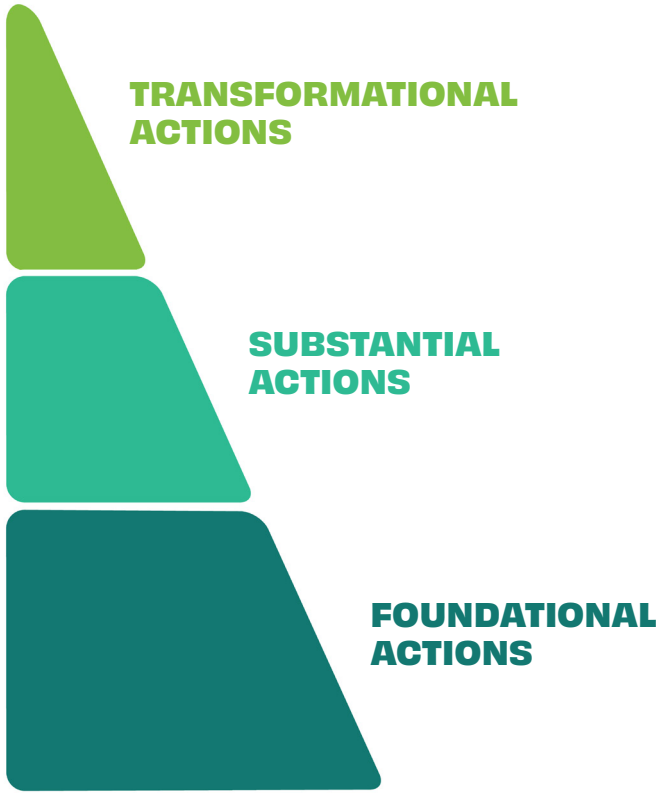 TRANSFORMATIONAL
ACTIONS
SUBSTANTIAL
ACTIONS
FOUNDATIONAL
ACTIONS